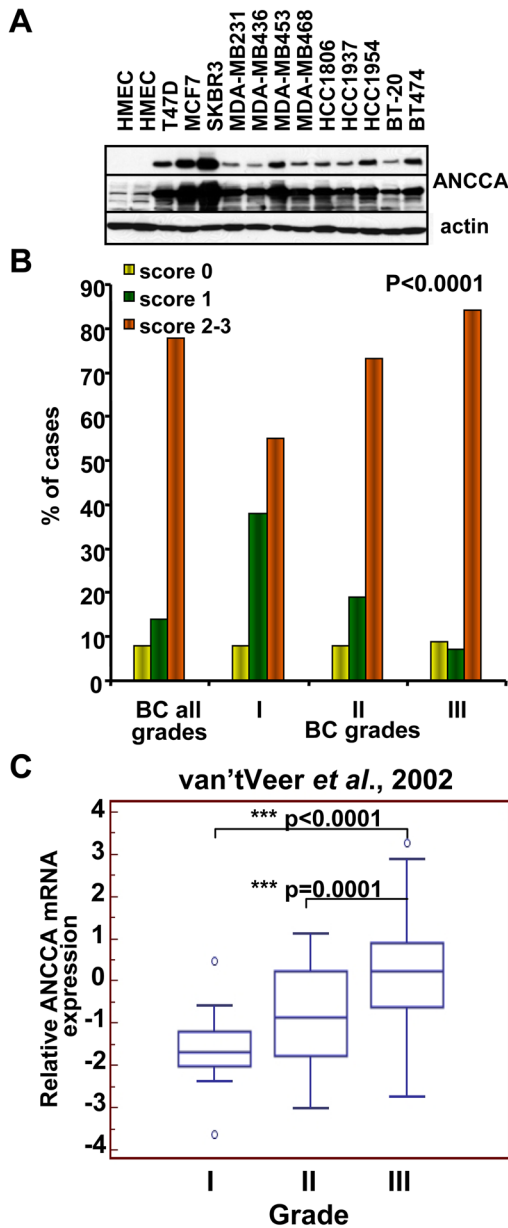 A
HMEC
HMEC
T47D
MCF7
SKBR3
MDA-MB231
MDA-MB436
MDA-MB453
MDA-MB468
HCC1806
HCC1937
HCC1954
BT-20
BT474
ANCCA
actin
B
score 0
score 1
score 2-3
P<0.0001
% of cases
90
80
70
60
50
40
30
20
10
0
BC all grades
I
II
III
BC grades
C
van'tVeer et al., 2002
Relative ANCCA mRNA
expression
4
3
2
1
0
-1
-2
-3
-4
*** p<0.0001
*** p=0.0001
I
II
III
Grade